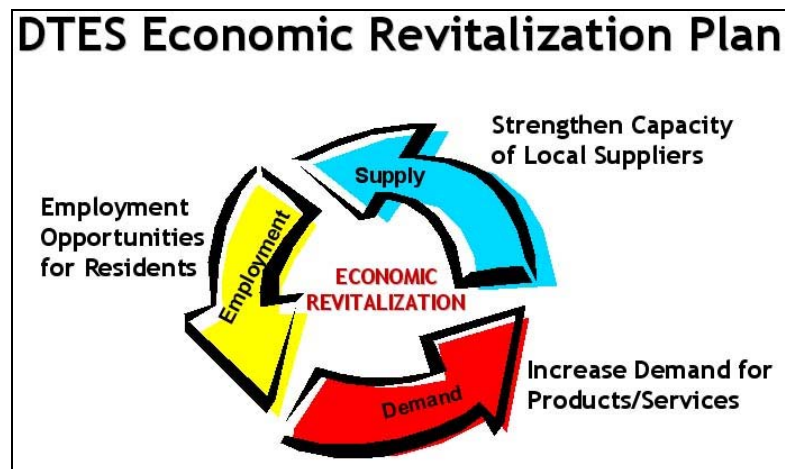 DTES Economic Revitalization Plan
Strengthen Capacity
of Local Suppliers
Supply
Employment
Opportunities
for Residents
Employment
ECONOMIC
REVITALIZATION
Increase Demand for
Products/Services
Demand